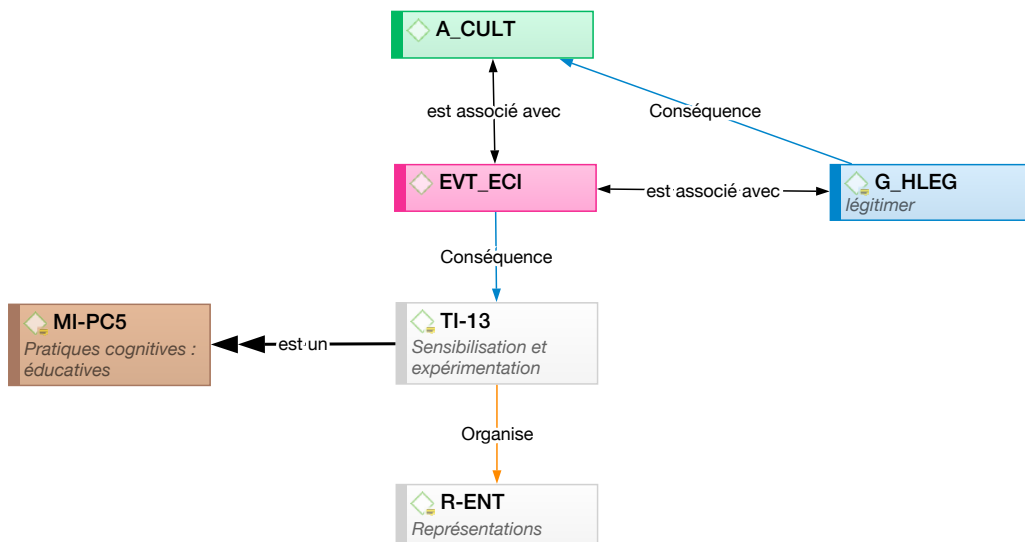 A_CULT
est associé avec
Conséquence
EVT_ECI
est associé avec
G_HLEG
légitimer
Conséquence
MI-PC5
Pratiques cognitives :
éducatives
est un
TI-13
Sensibilisation et
expérimentation
Organise
R-ENT
Représentations